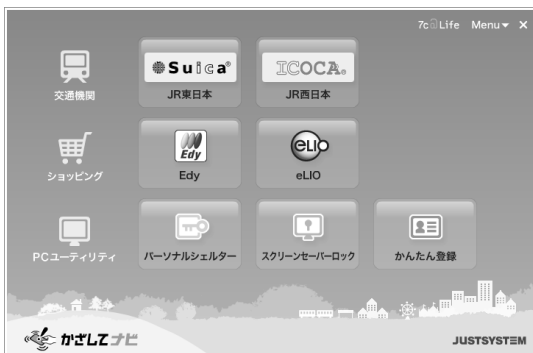 7c Life Menu▼ ×
Suica®
ICOCA®
交通機関
JR東日本
JR西日本
Edy
eLIO
ショッピング
Edy
eLIO
PCユーティリティ
パーソナルシェルター
スクリーンセーバーロック
かんたん登録
かざしてナビ
JUSTSYSTEM